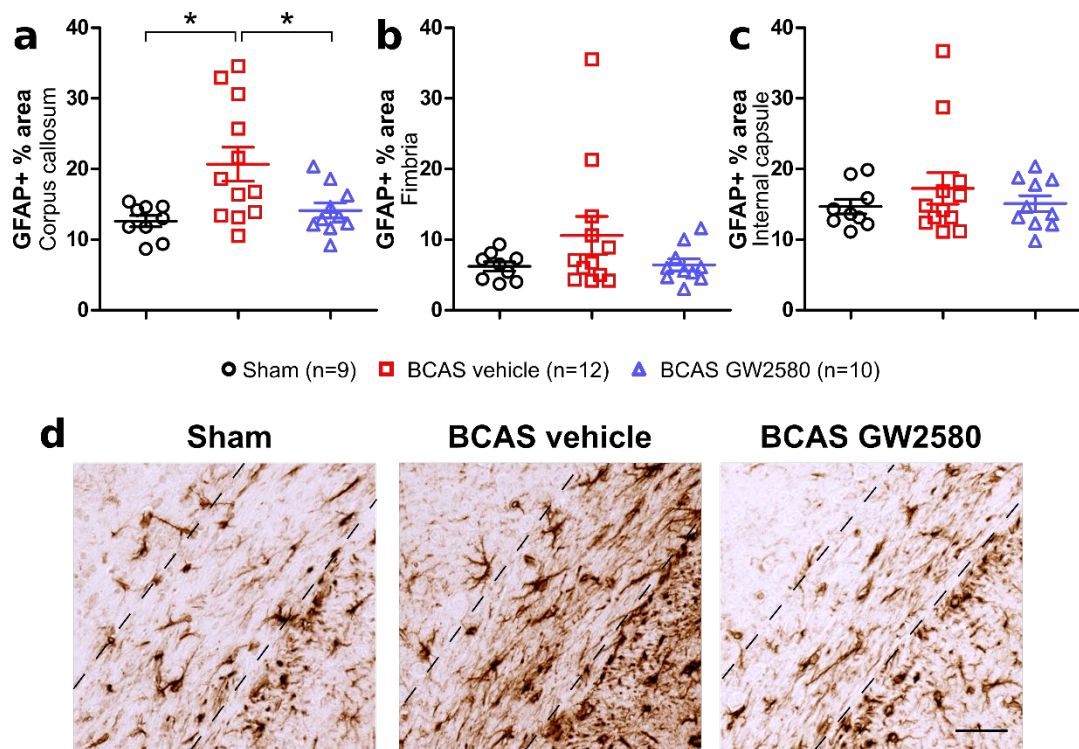 a
* *
GFAP+ % area
Corpus callosum
40
30
20
10
0
b
GFAP+ % area
Fimbria
40
30
20
10
0
c
GFAP+ % area
Internal capsule
40
30
20
10
0
Sham (n=9) BCAS vehicle (n=12) BCAS GW2580 (n=10)
d
Sham BCAS vehicle BCAS GW2580